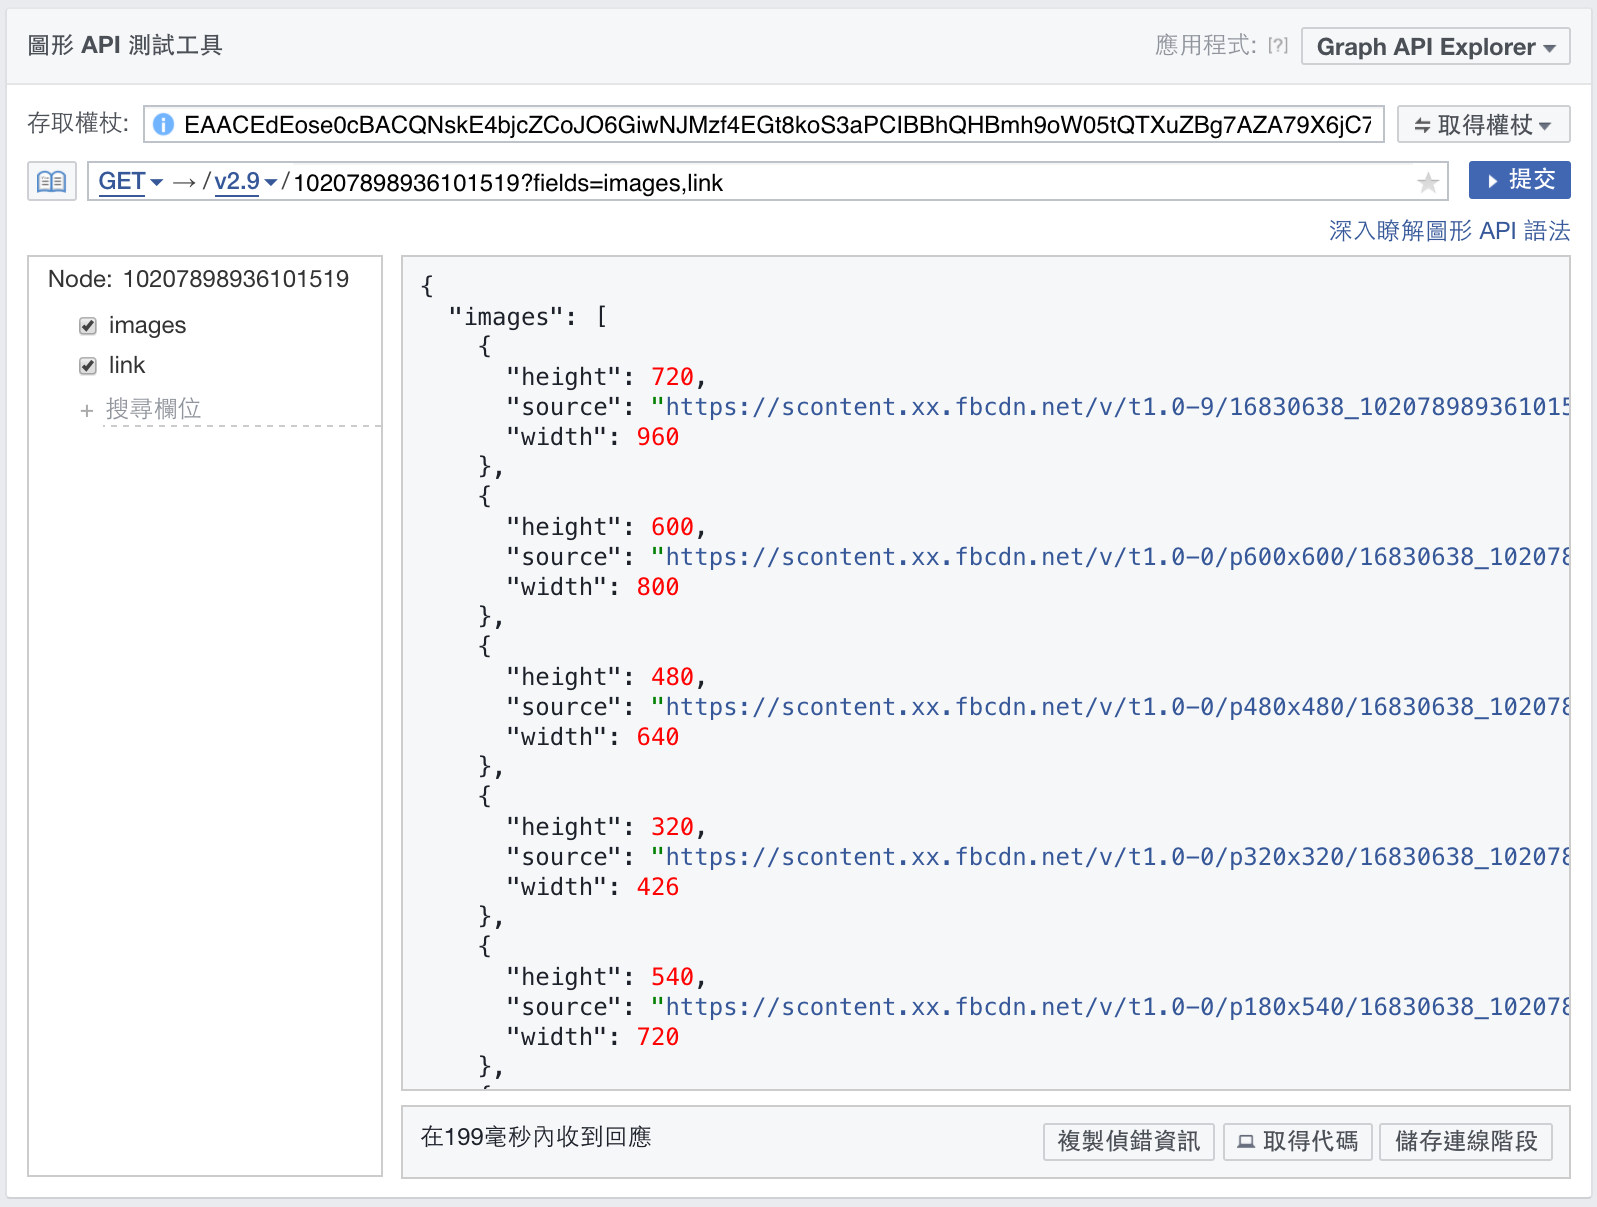 圖形 API 測試工具
應用程式: [?] Graph API Explorer
存取權杖: EAACEdEose0cBACQNskE4bjcZCoJO6GiwNJMzf4EGt8koS3aPCIBBhQHBmh9oW05tQTXuZBg7AZA79X6jC7 取得權杖
GET → / v2.9 / 10207898936101519?fields=images,link 提交
深入瞭解圖形 API 語法
Node: 10207898936101519
images
link
+ 搜尋欄位
{
"images": [
{
"height": 720,
"source": "https://scontent.xx.fbcdn.net/v/t1.0-9/16830638_102078989361015
"width": 960
},
{
"height": 600,
"source": "https://scontent.xx.fbcdn.net/v/t1.0-0/p600x600/16830638_102078
"width": 800
},
{
"height": 480,
"source": "https://scontent.xx.fbcdn.net/v/t1.0-0/p480x480/16830638_102078
"width": 640
},
{
"height": 320,
"source": "https://scontent.xx.fbcdn.net/v/t1.0-0/p320x320/16830638_102078
"width": 426
},
{
"height": 540,
"source": "https://scontent.xx.fbcdn.net/v/t1.0-0/p180x540/16830638_102078
"width": 720
},
在199毫秒內收到回應
複製偵錯資訊 取得代碼 儲存連線階段